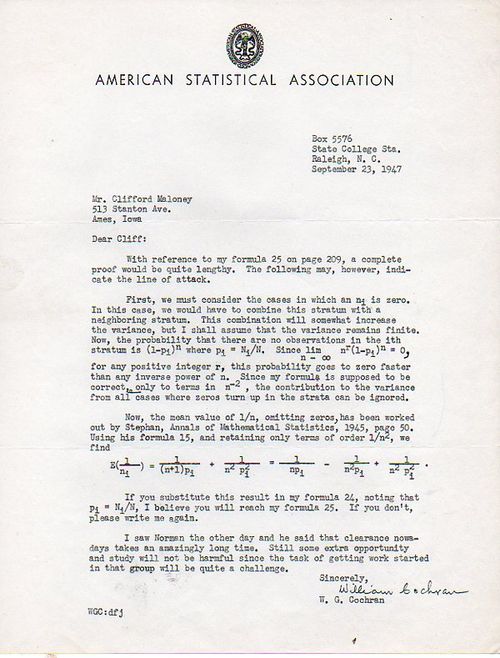 AMERICAN STATISTICAL ASSOCIATION
Box 5576
State College Sta.
Raleigh, N. C.
September 23, 1947
Mr. Clifford Maloney
513 Stanton Ave.
Ames, Iowa
Dear Cliff:
With reference to my formula 25 on page 209, a complete
proof would be quite lengthy. The following may, however, indi-
cate the line of attack.
First, we must consider the cases in which an nᵢ is zero.
In this case, we would have to combine this stratum with a
neighboring stratum. This combination will somewhat increase
the variance, but I shall assume that the variance remains finite.
Now, the probability that there are no observations in the ith
stratum is (1-pᵢ)ⁿ where pᵢ = Nᵢ/N. Since lim nʳ(1-pᵢ)ⁿ = 0,
n – ∞
for any positive integer r, this probability goes to zero faster
than any inverse power of n. Since my formula is supposed to be
correct, only to terms in n⁻², the contribution to the variance
from all cases where zeros turn up in the strata can be ignored.
Now, the mean value of 1/n, omitting zeros, has been worked
out by Stephan, Annals of Mathematical Statistics, 1945, page 50.
Using his formula 15, and retaining only terms of order 1/n², we
find
E(1/nᵢ) = 1/(n+1)pᵢ + 1/n² pᵢ² = 1/npᵢ - 1/n²pᵢ + 1/n² pᵢ² .
If you substitute this result in my formula 24, noting that
pᵢ = Nᵢ/N, I believe you will reach my formula 25. If you don't,
please write me again.
I saw Norman the other day and he said that clearance nowa-
days takes an amazingly long time. Still some extra opportunity
and study will not be harmful since the task of getting work started
in that group will be quite a challenge.
Sincerely,
William Cochran
W. G. Cochran
WGC:dfj